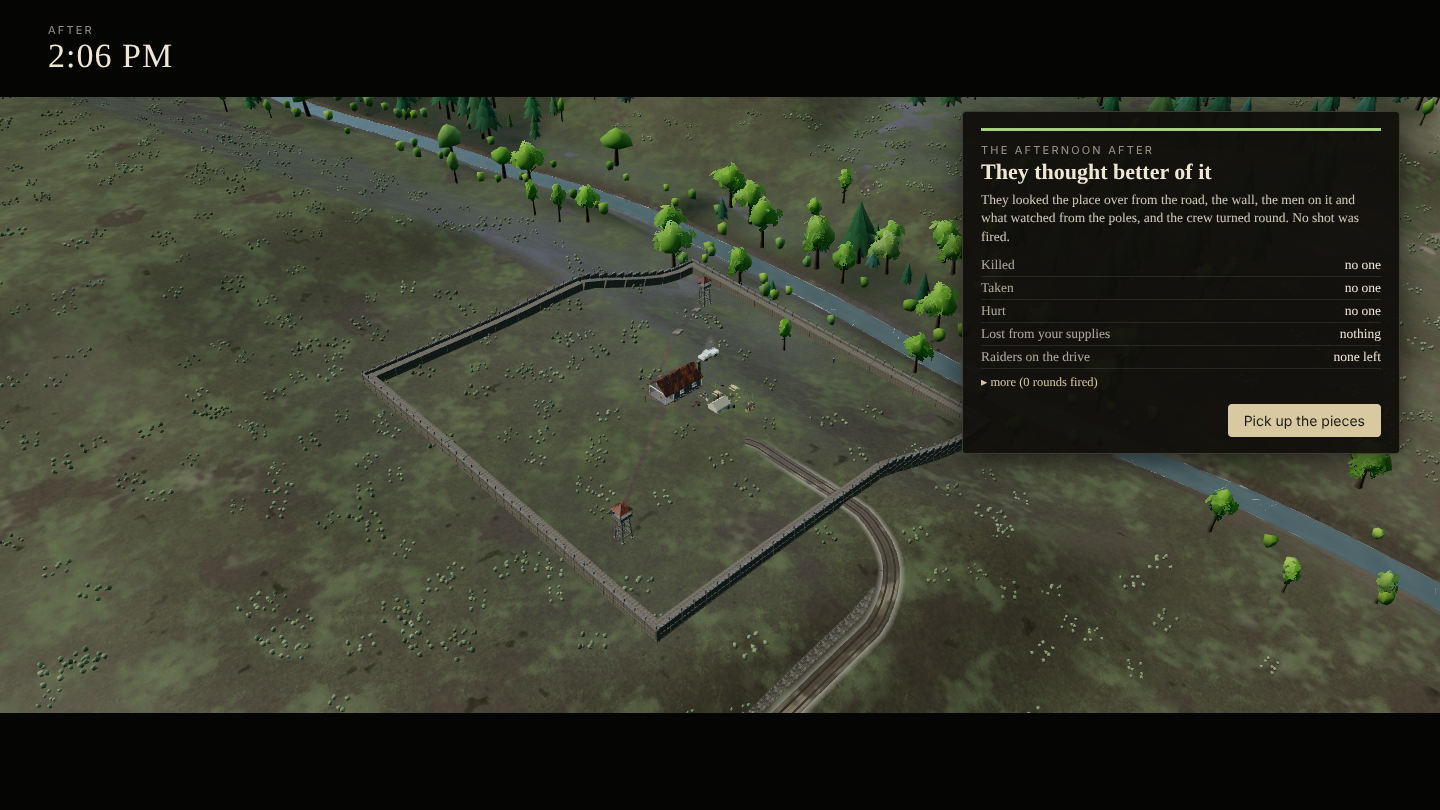 AFTER
2:06 PM
THE AFTERNOON AFTER
They thought better of it
They looked the place over from the road, the wall, the men on it and
what watched from the poles, and the crew turned round. No shot was
fired.
Killed no one
Taken no one
Hurt no one
Lost from your supplies nothing
Raiders on the drive none left
▸ more (0 rounds fired)
Pick up the pieces